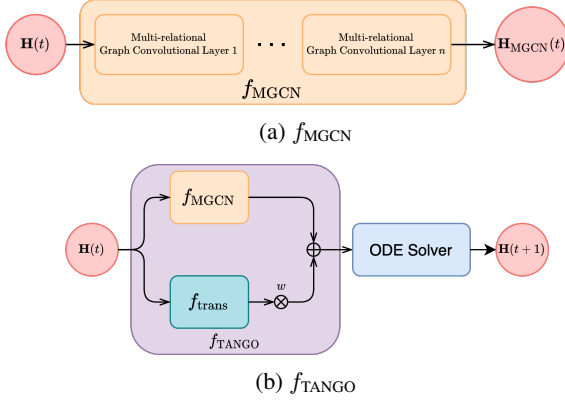 H(t)
Multi-relational
Graph Convolutional Layer 1
· · ·
Multi-relational
Graph Convolutional Layer n
H_MGCN(t)
f_MGCN
(a) f_MGCN
f_MGCN
H(t)
ODE Solver
H(t + 1)
w
f_trans
f_TANGO
(b) f_TANGO